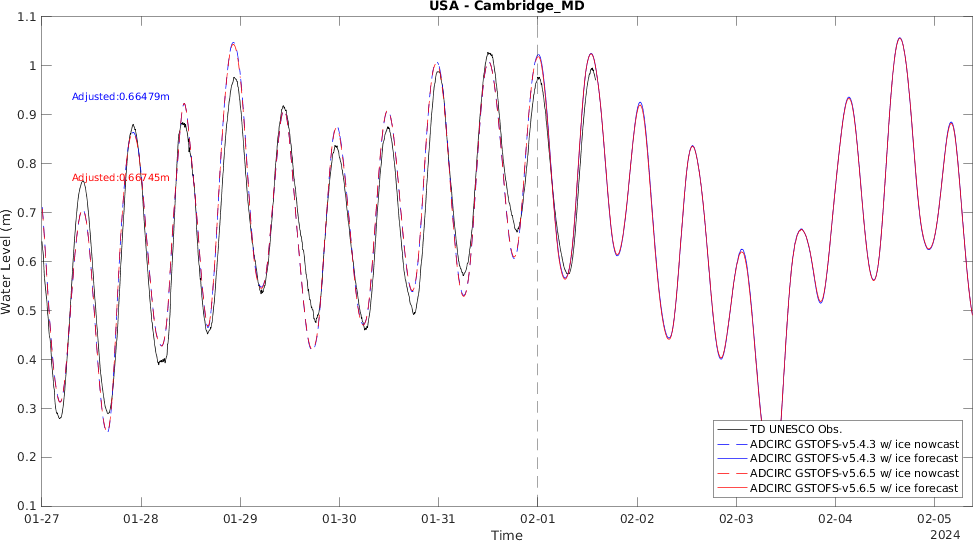 USA - Cambridge_MD
1.1
1
0.9
0.8
0.7
0.6
0.5
0.4
0.3
0.2
0.1
Water Level (m)
Adjusted:0.66479m
Adjusted:0.66745m
TD UNESCO Obs.
ADCIRC GSTOFS-v5.4.3 w/ ice nowcast
ADCIRC GSTOFS-v5.4.3 w/ ice forecast
ADCIRC GSTOFS-v5.6.5 w/ ice nowcast
ADCIRC GSTOFS-v5.6.5 w/ ice forecast
01-27 01-28 01-29 01-30 01-31 02-01 02-02 02-03 02-04 02-05
Time
2024